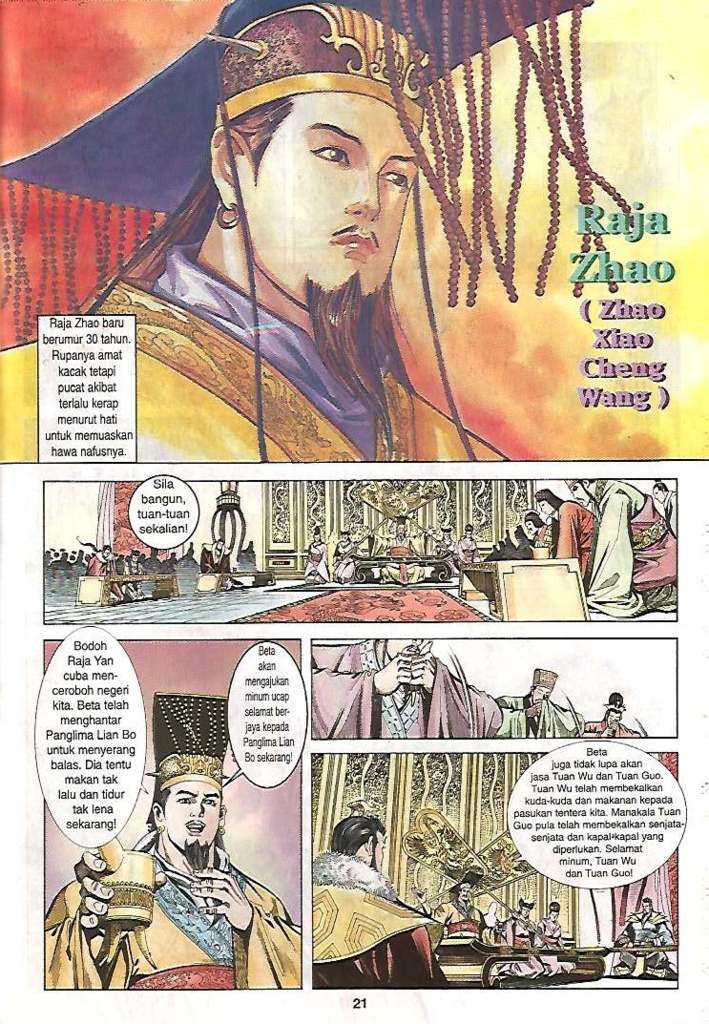 Raja
Zhao
( Zhao
Xiao
Cheng
Wang )
Raja Zhao baru
berumur 30 tahun.
Rupanya amat
kacak tetapi
pucat akibat
terlalu kerap
menurut hati
untuk memuaskan
hawa nafusnya.
Sila
bangun,
tuan-tuan
sekalian!
Bodoh
Raja Yan
cuba men-
ceroboh negeri
kita. Beta telah
menghantar
Panglima Lian Bo
untuk menyerang
balas. Dia tentu
makan tak
lalu dan tidur
tak lena
sekarang!
Beta
akan
mengajukan
minum ucap
selamat ber-
jaya kepada
Panglima Lian
Bo sekarang!
Beta
juga tidak lupa akan
jasa Tuan Wu dan Tuan Guo.
Tuan Wu telah membekalkan
kuda-kuda dan makanan kepada
pasukan tentera kita. Manakala Tuan
Guo pula telah membekalkan senjata-
senjata dan kapal-kapal yang
diperlukan. Selamat
minum, Tuan Wu
dan Tuan Guo!
21